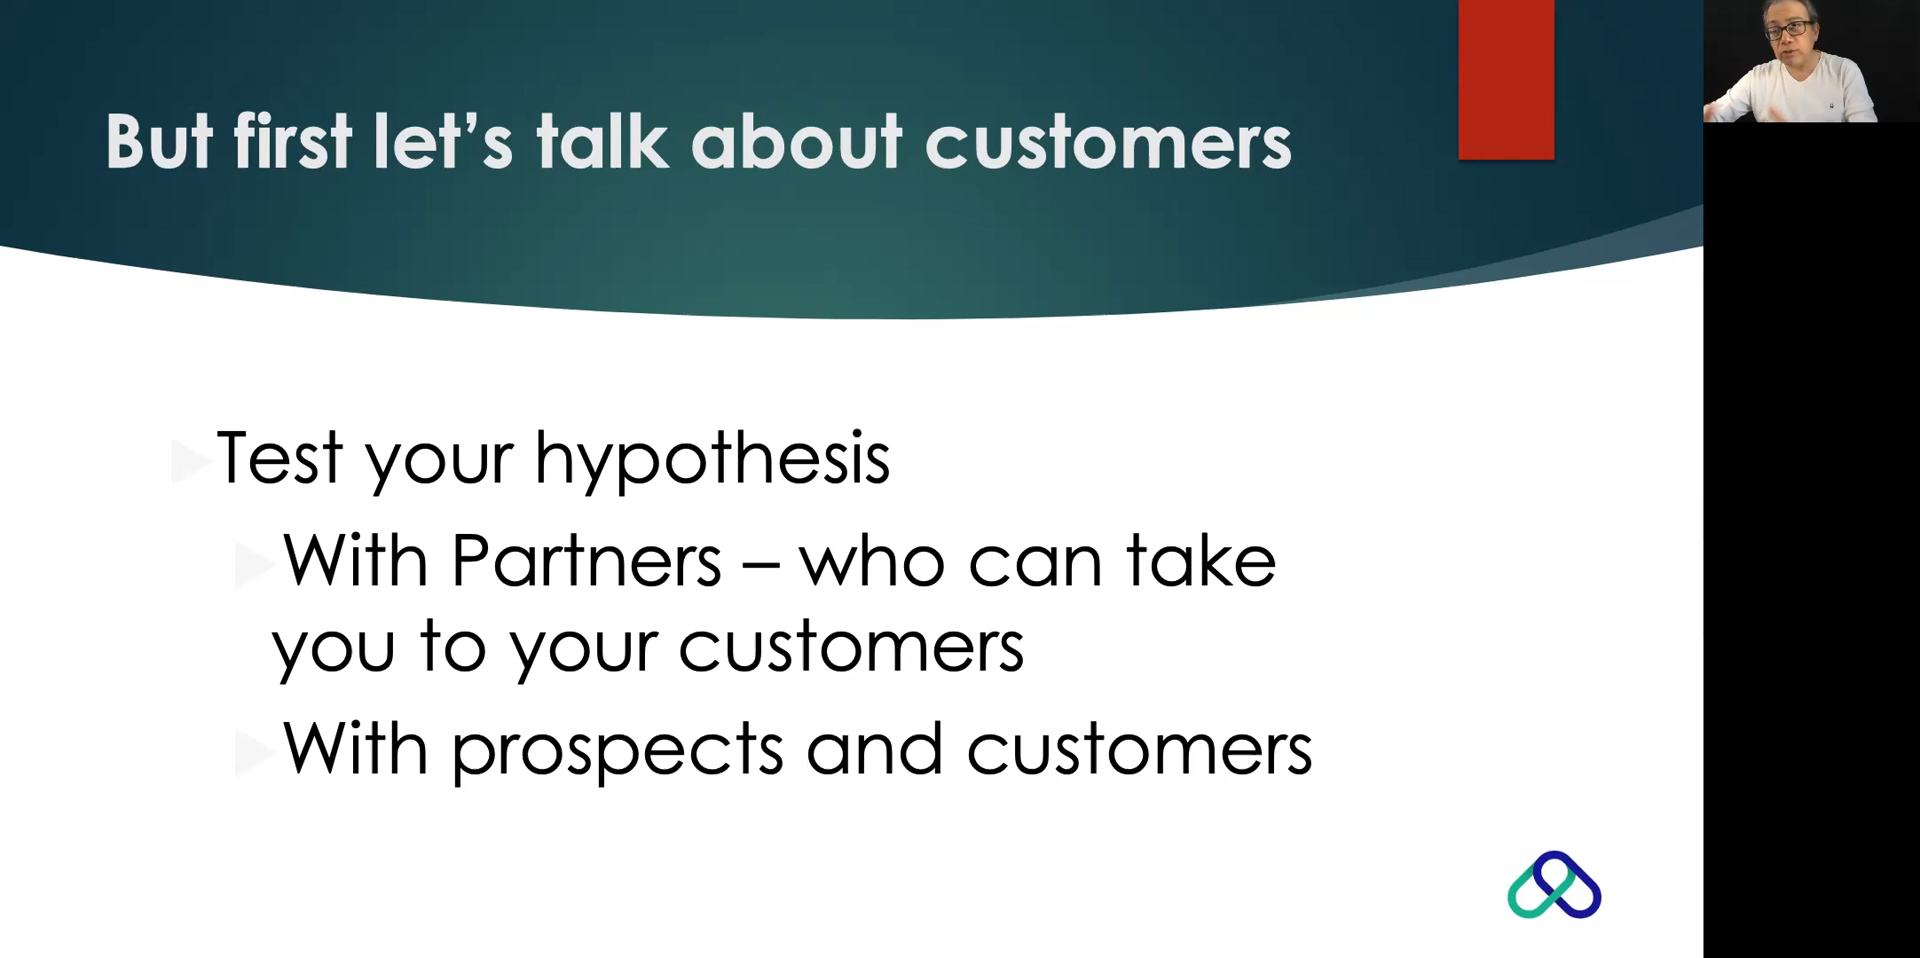 But first let’s talk about customers
Test your hypothesis
With Partners – who can take
you to your customers
With prospects and customers